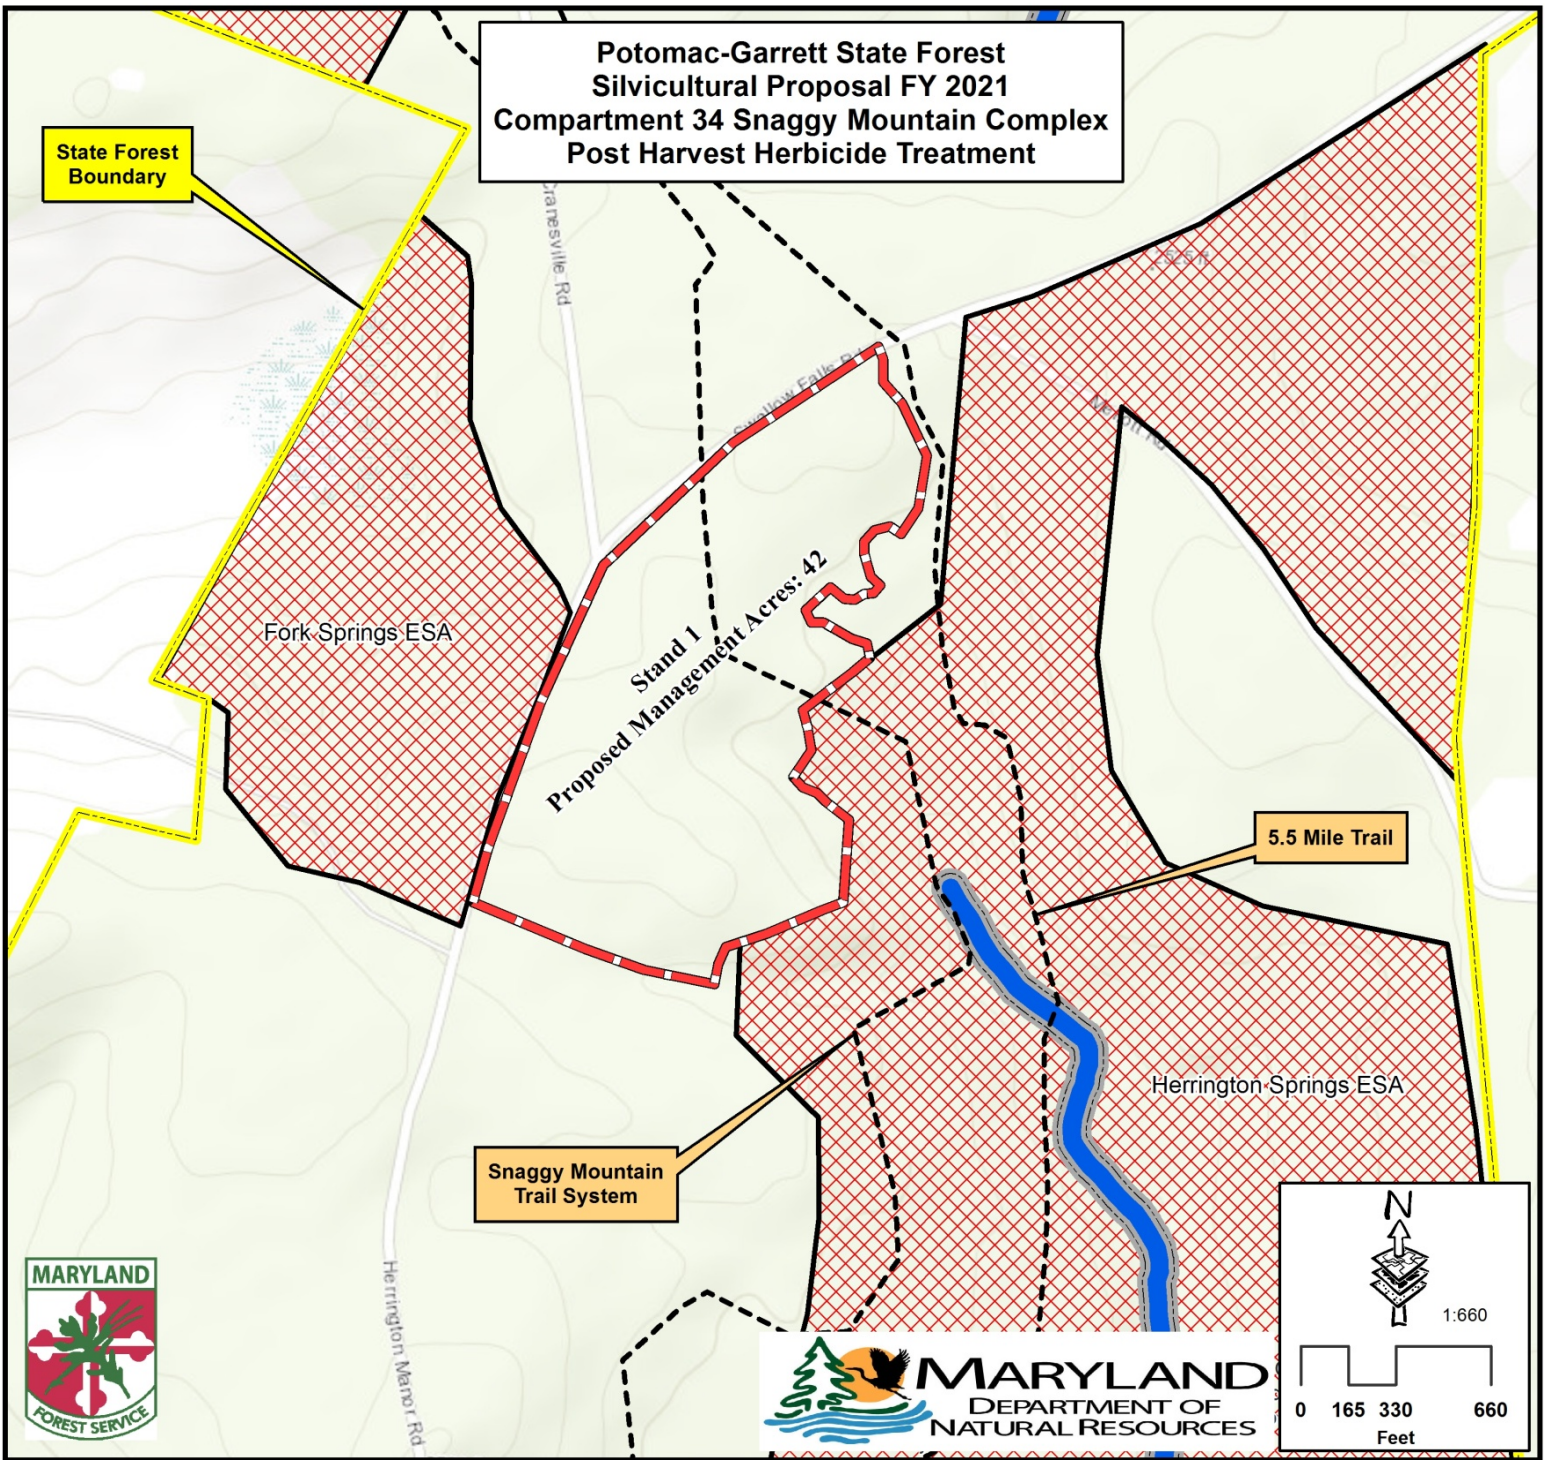 Potomac-Garrett State Forest
Silvicultural Proposal FY 2021
Compartment 34 Snaggy Mountain Complex
Post Harvest Herbicide Treatment
State Forest
Boundary
Cranesville Rd
2525 ft
Swallow Falls Rd
Stand 1
Proposed Management Acres: 42
Fork Springs ESA
5.5 Mile Trail
Herrington Springs ESA
Snaggy Mountain
Trail System
Herrington Manor Rd
MARYLAND
FOREST SERVICE
MARYLAND
DEPARTMENT OF
NATURAL RESOURCES
N
1:660
0 165 330 660
Feet